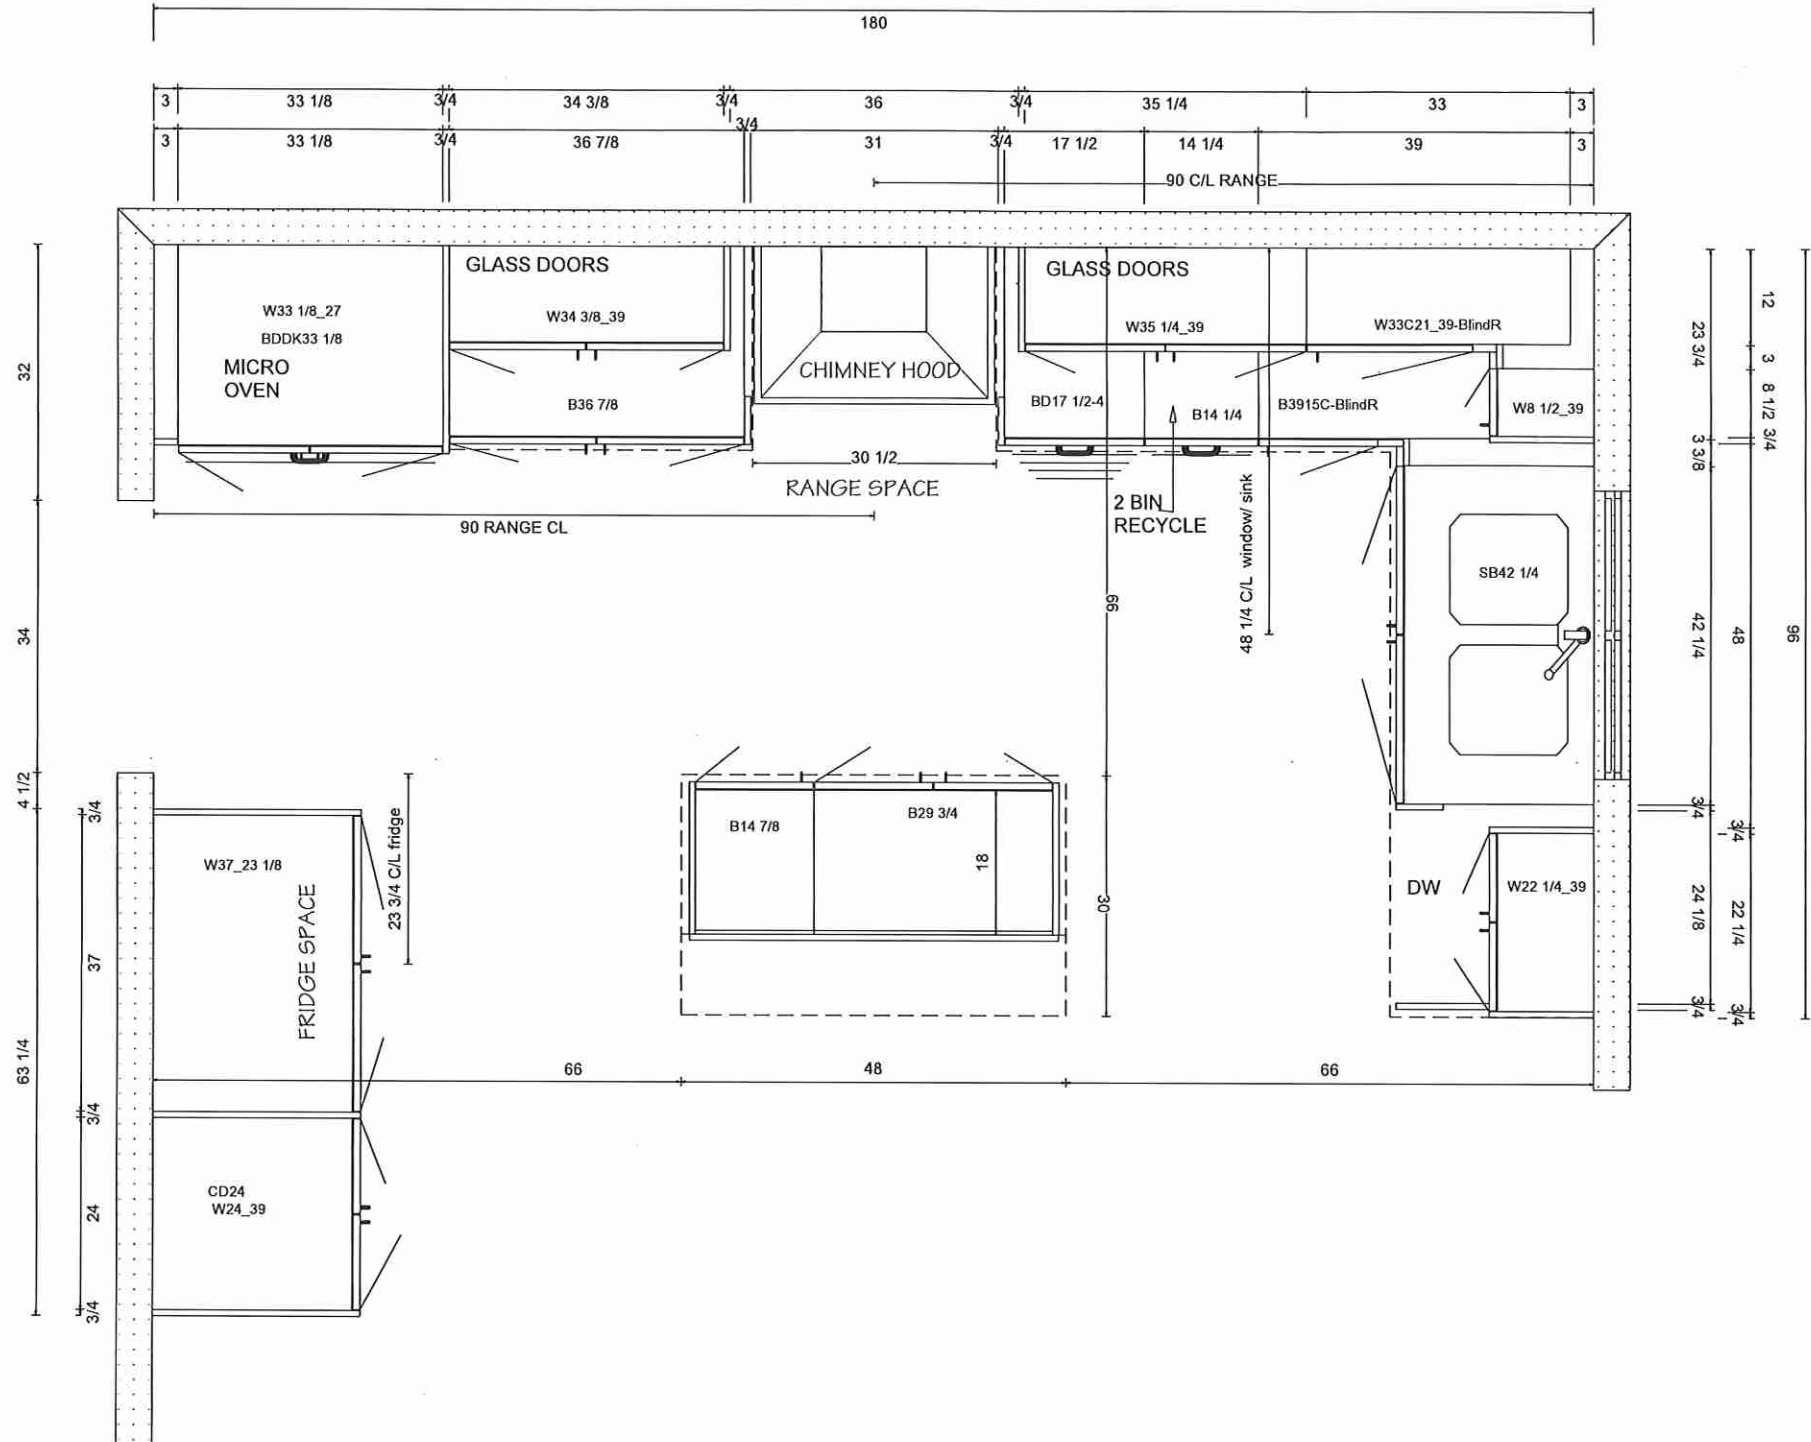 180
3
33 1/8
3/4
34 3/8
3/4
36
3/4
35 1/4
33
3
3
33 1/8
3/4
36 7/8
3/4
31
3/4
17 1/2
14 1/4
39
3
90 C/L RANGE
GLASS DOORS
GLASS DOORS
W33 1/8_27
BDDK33 1/8
MICRO
OVEN
W34 3/8_39
B36 7/8
CHIMNEY HOOD
W35 1/4_39
W33C21_39-BlindR
BD17 1/2-4
B14 1/4
B3915C-BlindR
W8 1/2_39
30 1/2
RANGE SPACE
90 RANGE CL
2 BIN
RECYCLE
48 1/4 C/L window/ sink
66
SB42 1/4
32
34
4 1/2
63 1/4
3/4
37
3/4
24
3/4
23 3/4 C/L fridge
W37_23 1/8
FRIDGE SPACE
CD24
W24_39
B14 7/8
B29 3/4
18
30
DW
W22 1/4_39
66
48
66
23 3/4
3 3/8
42 1/4
3/4
24 1/8
3/4
12
3
8 1/2
3/4
48
3/4
22 1/4
3/4
96